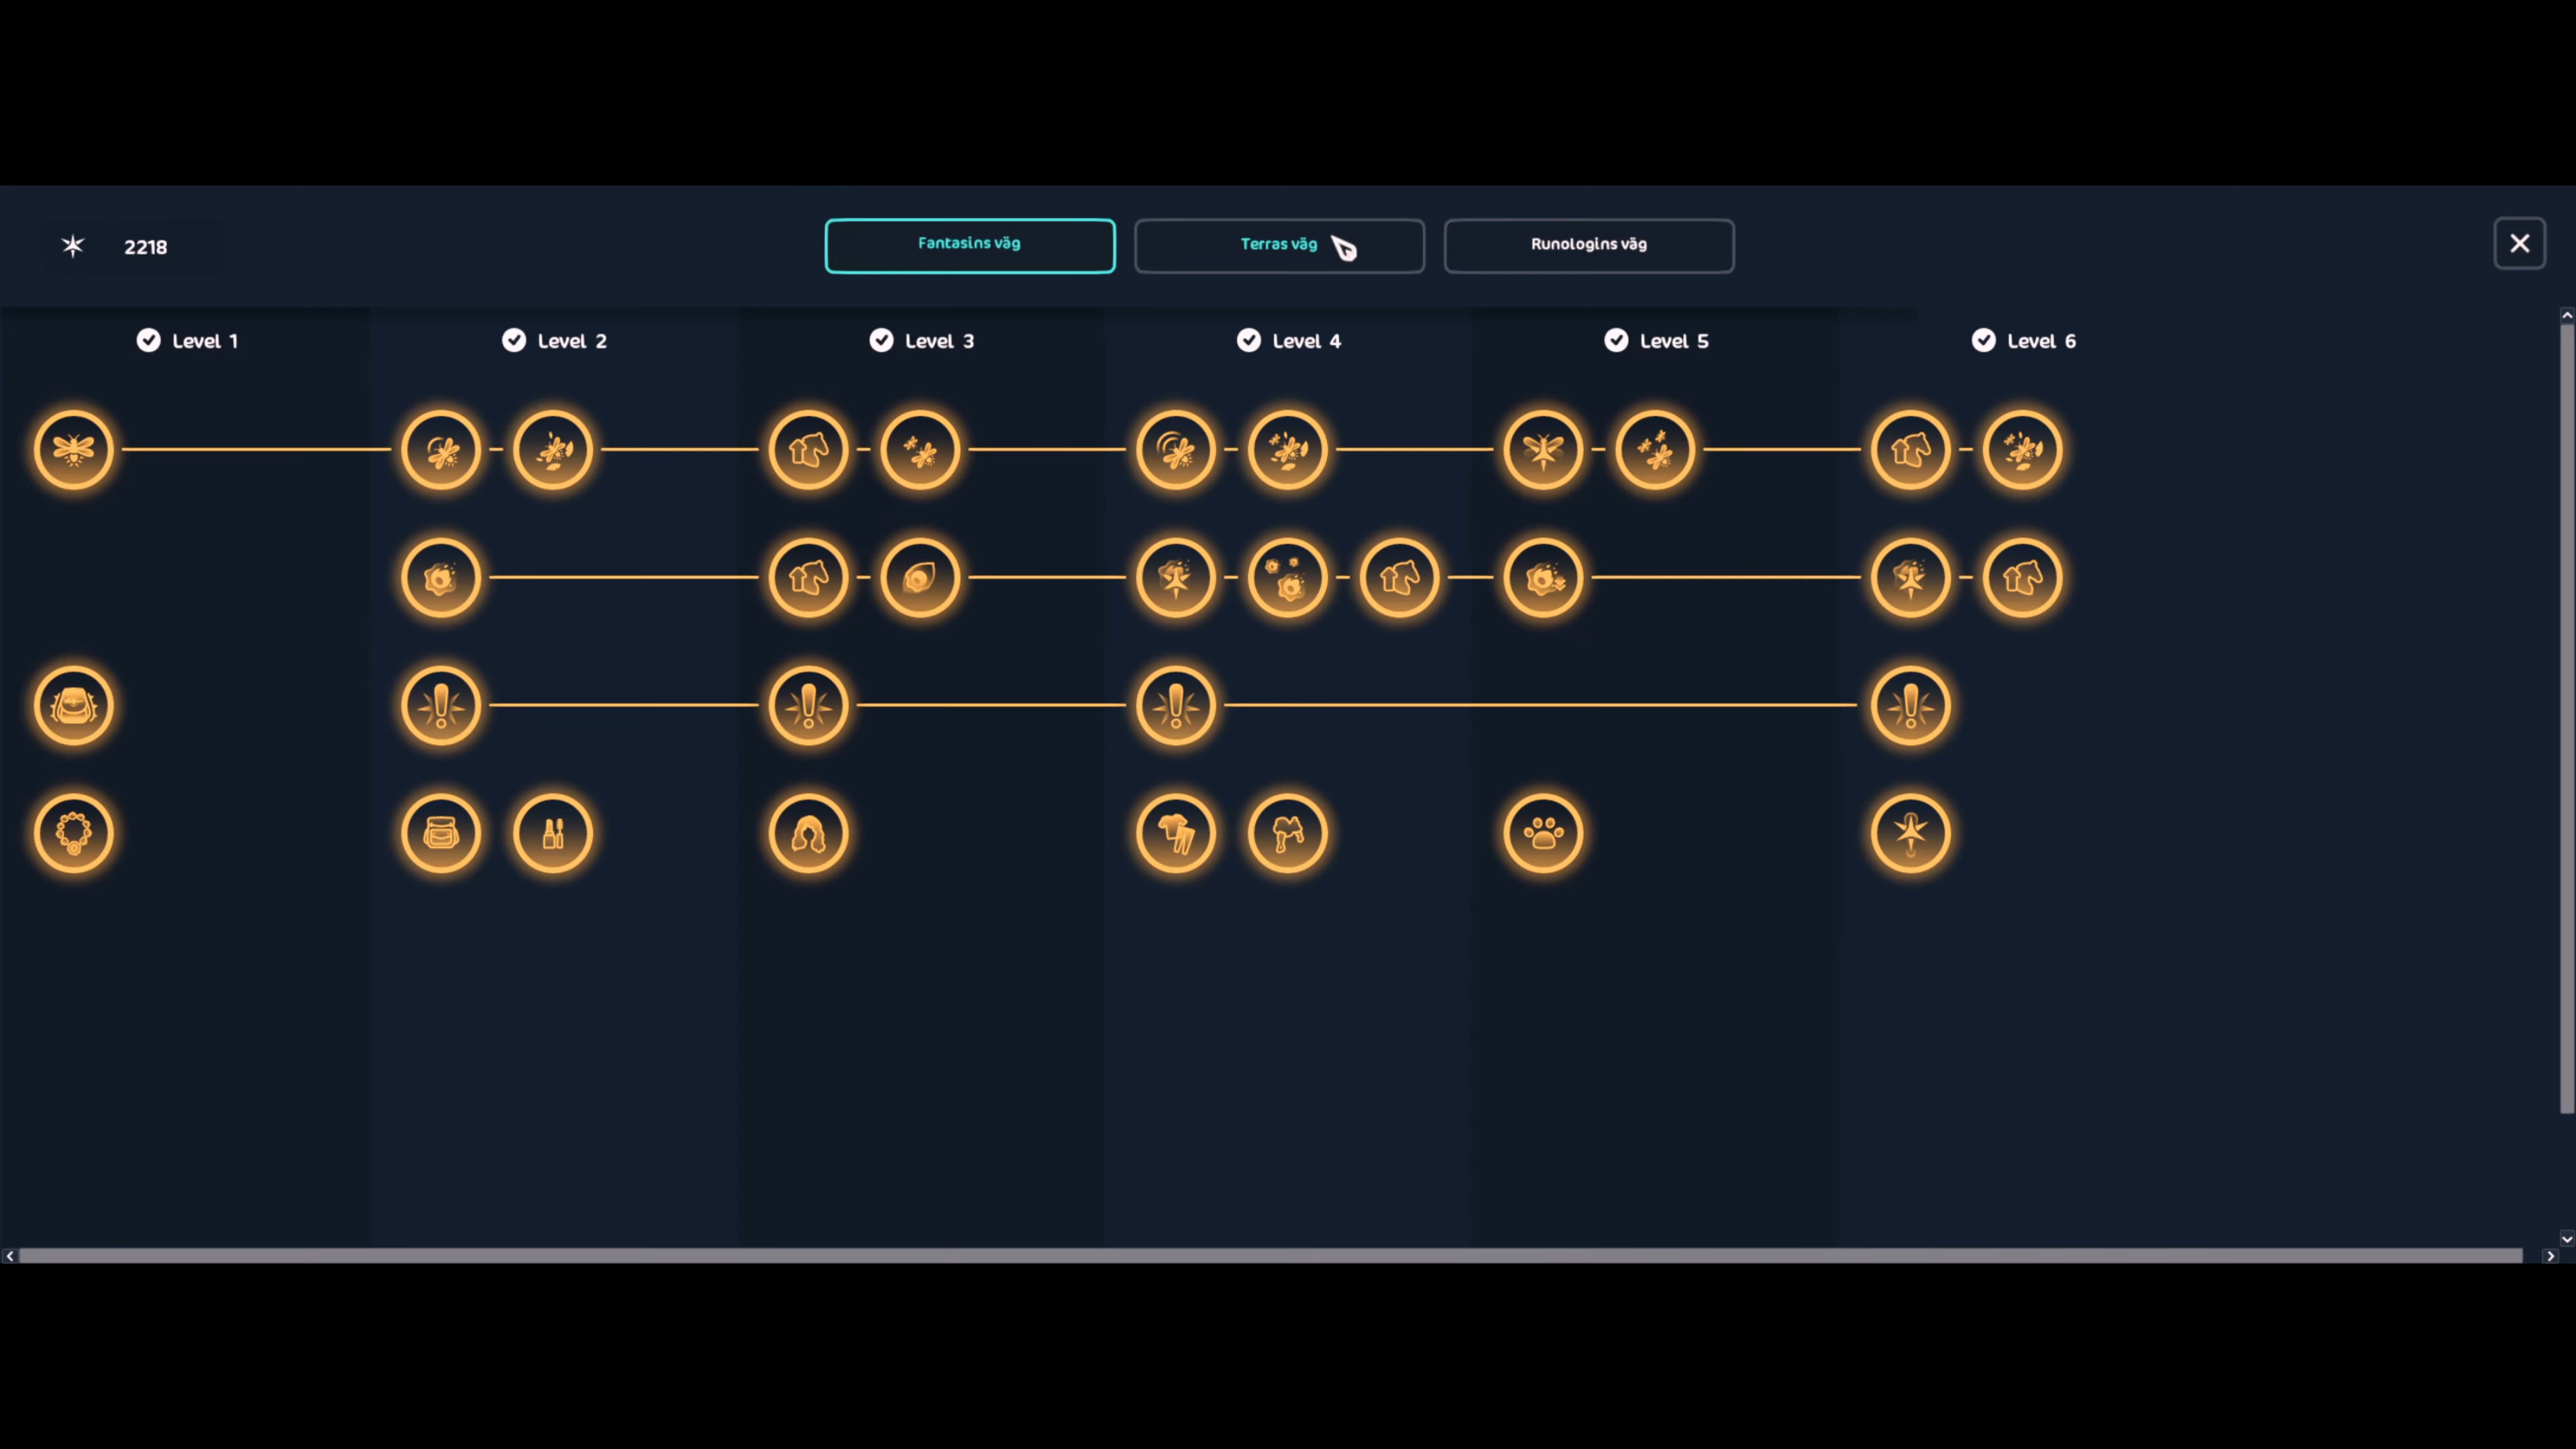 2218
Fantasins väg
Terras väg
Runologins väg
Level 1
Level 2
Level 3
Level 4
Level 5
Level 6